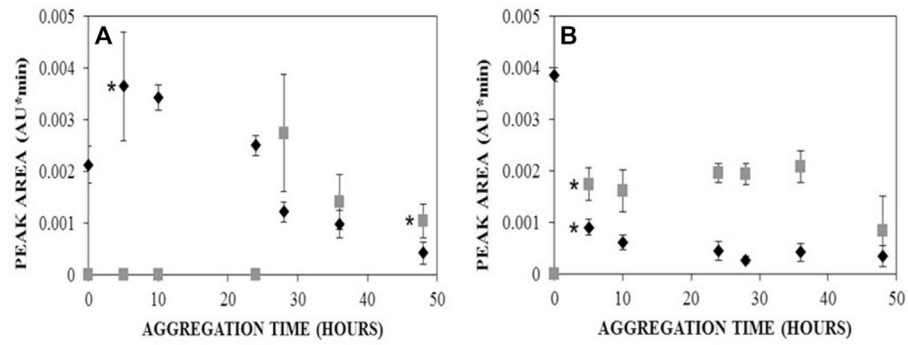 A
PEAK AREA (AU*min)
0.005
0.004
0.003
0.002
0.001
0
*
*
0 10 20 30 40 50
AGGREGATION TIME (HOURS)
B
PEAK AREA (AU*min)
0.005
0.004
0.003
0.002
0.001
0
*
*
0 10 20 30 40 50
AGGREGATION TIME (HOURS)